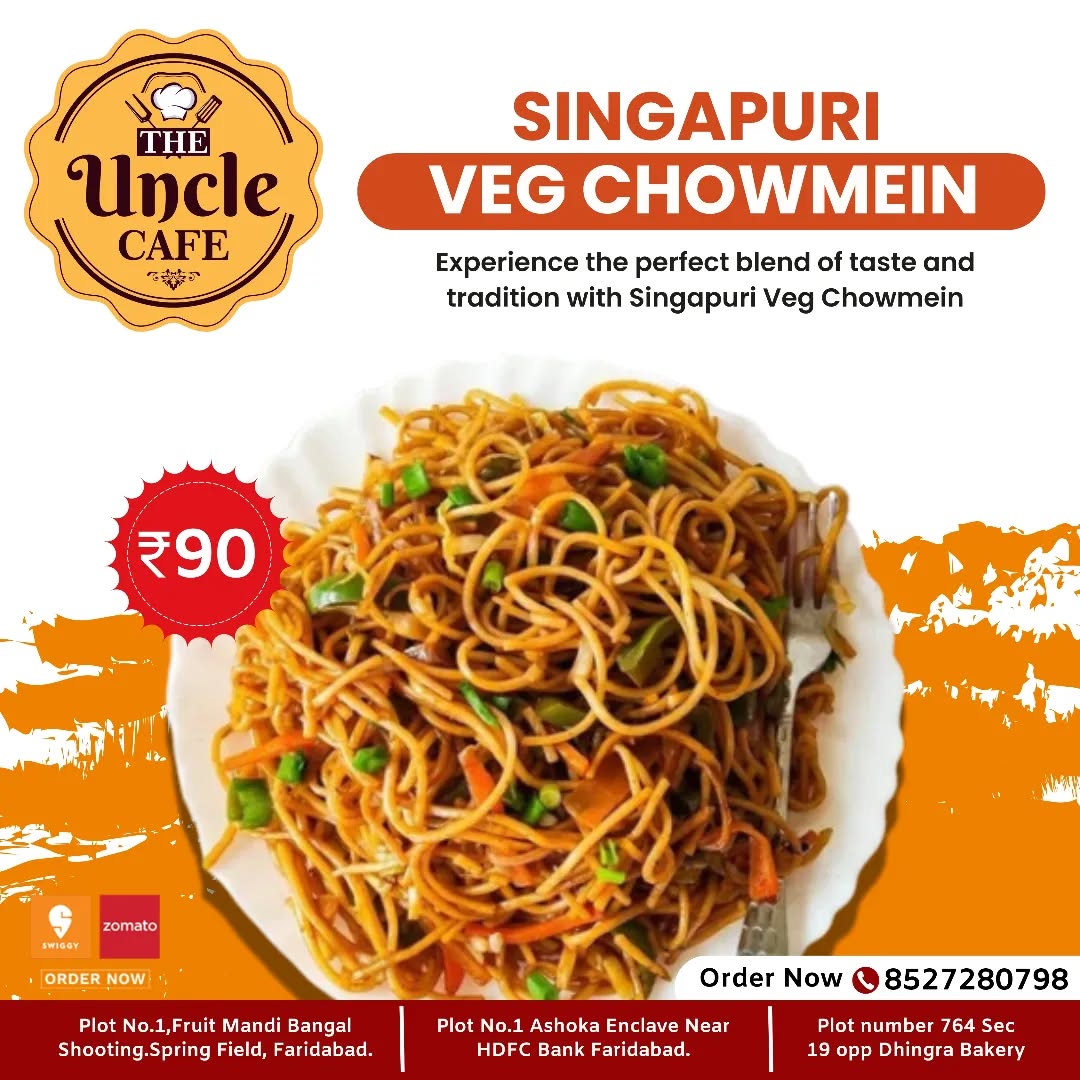 THE
Uncle
CAFE
SINGAPURI
VEG CHOWMEIN
Experience the perfect blend of taste and
tradition with Singapuri Veg Chowmein
₹90
SWIGGY
zomato
ORDER NOW
Order Now 8527280798
Plot No.1,Fruit Mandi Bangal
Shooting.Spring Field, Faridabad.
Plot No.1 Ashoka Enclave Near
HDFC Bank Faridabad.
Plot number 764 Sec
19 opp Dhingra Bakery